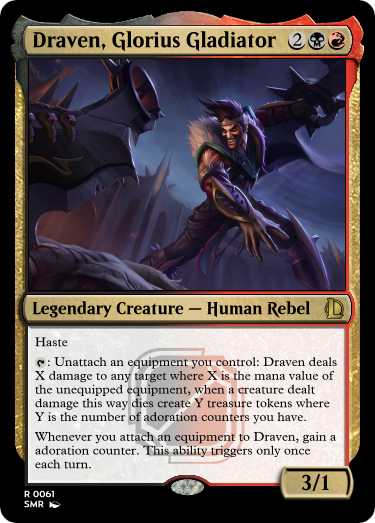 Draven, Glorius Gladiator 2
Legendary Creature — Human Rebel
Haste
: Unattach an equipment you control: Draven deals
X damage to any target where X is the mana value of
the unequipped equipment, when a creature dealt
damage this way dies create Y treasure tokens where
Y is the number of adoration counters you have.
Whenever you attach an equipment to Draven, gain a
adoration counter. This ability triggers only once
each turn.
3/1
R 0061
SMR